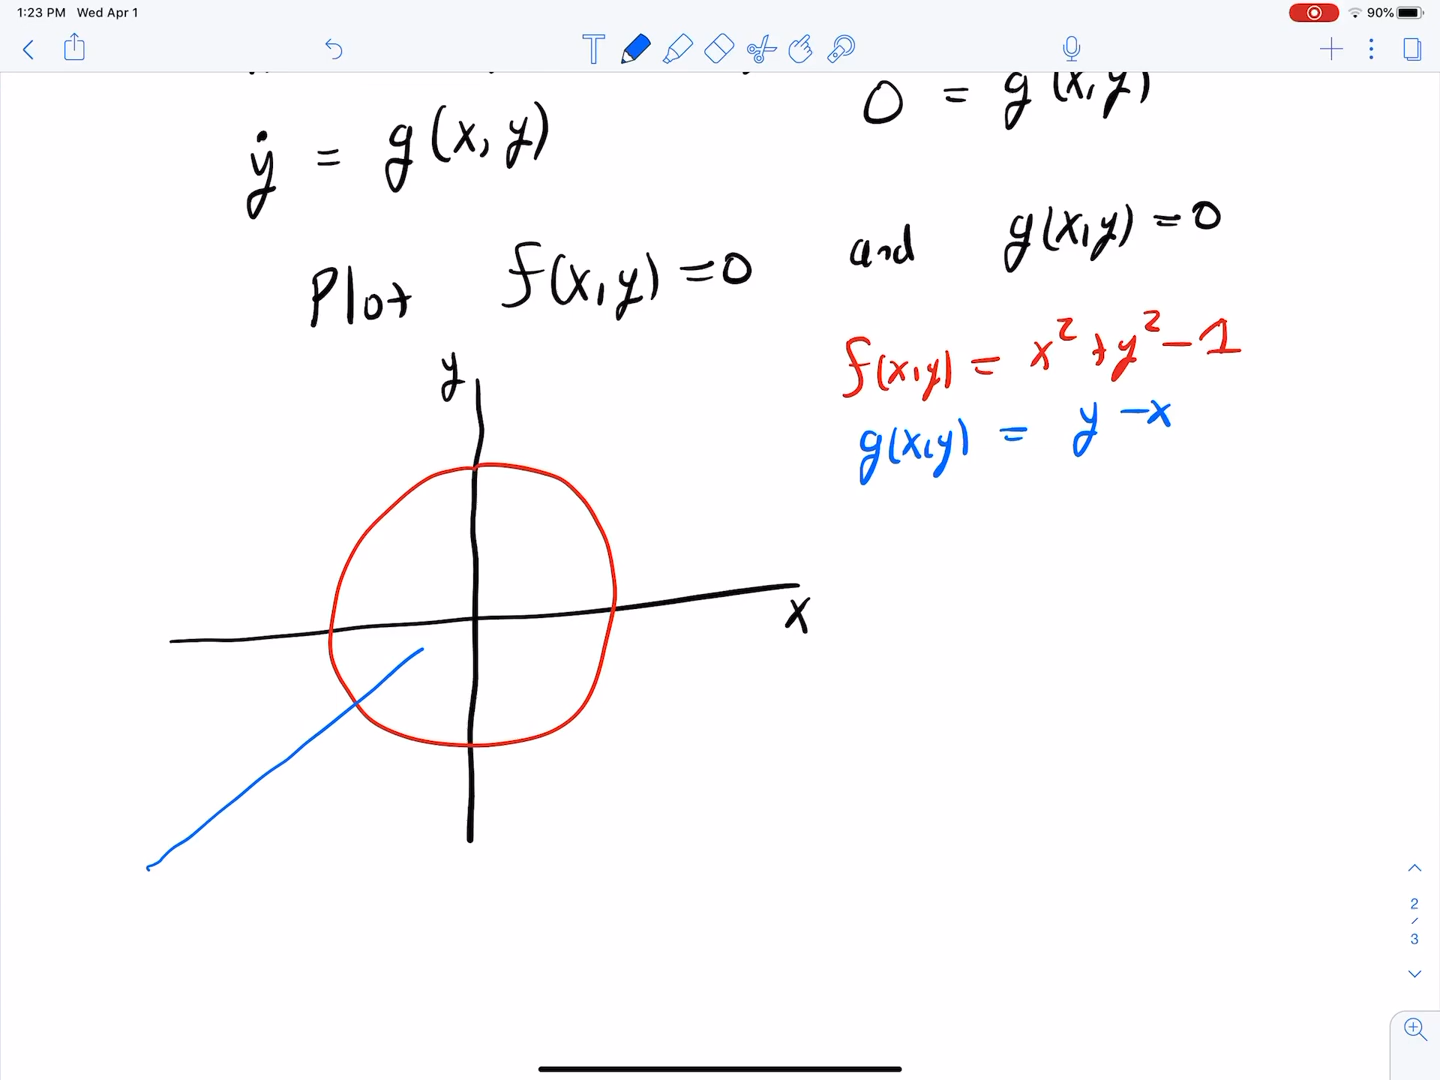 1:23 PM Wed Apr 1
90%
T
0 = g(x,y)
ẏ = g(x,y)
Plot f(x,y) = 0 and g(x,y) = 0
f(x,y) = x² + y² - 1
g(x,y) = y - x
y
x
2
/
3